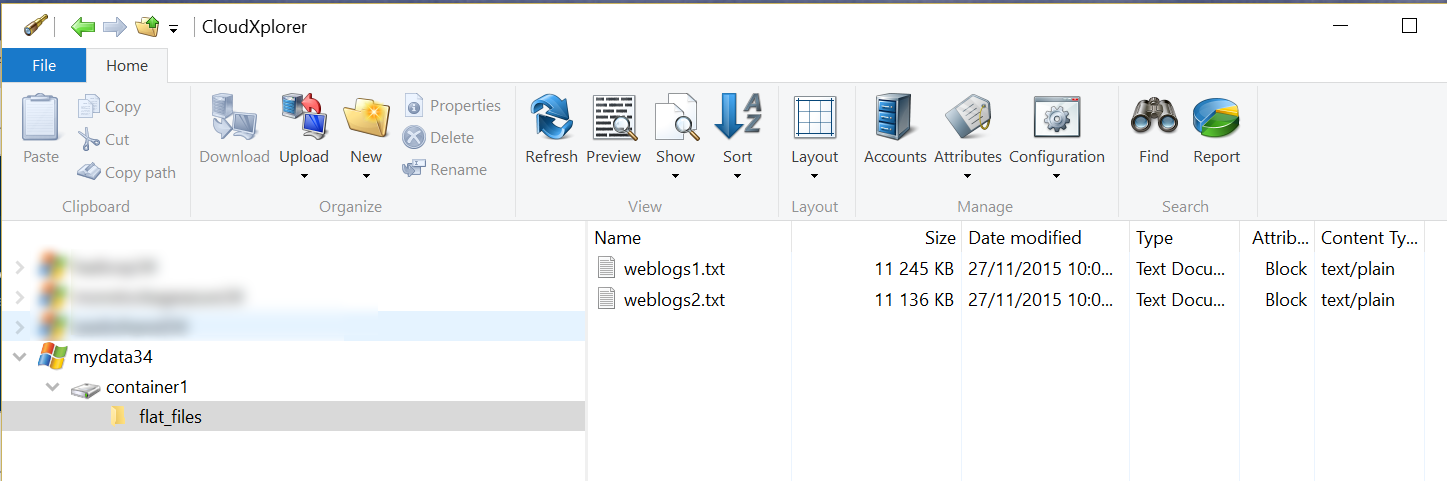 CloudXplorer
File Home
Paste Copy Cut Copy path
Clipboard
Download Upload New Properties Delete Rename
Organize
Refresh Preview Show Sort
View
Layout
Layout
Accounts Attributes Configuration
Manage
Find Report
Search
Name Size Date modified Type Attrib... Content Ty...
weblogs1.txt 11 245 KB 27/11/2015 10:0... Text Docu... Block text/plain
weblogs2.txt 11 136 KB 27/11/2015 10:0... Text Docu... Block text/plain
mydata34
container1
flat_files